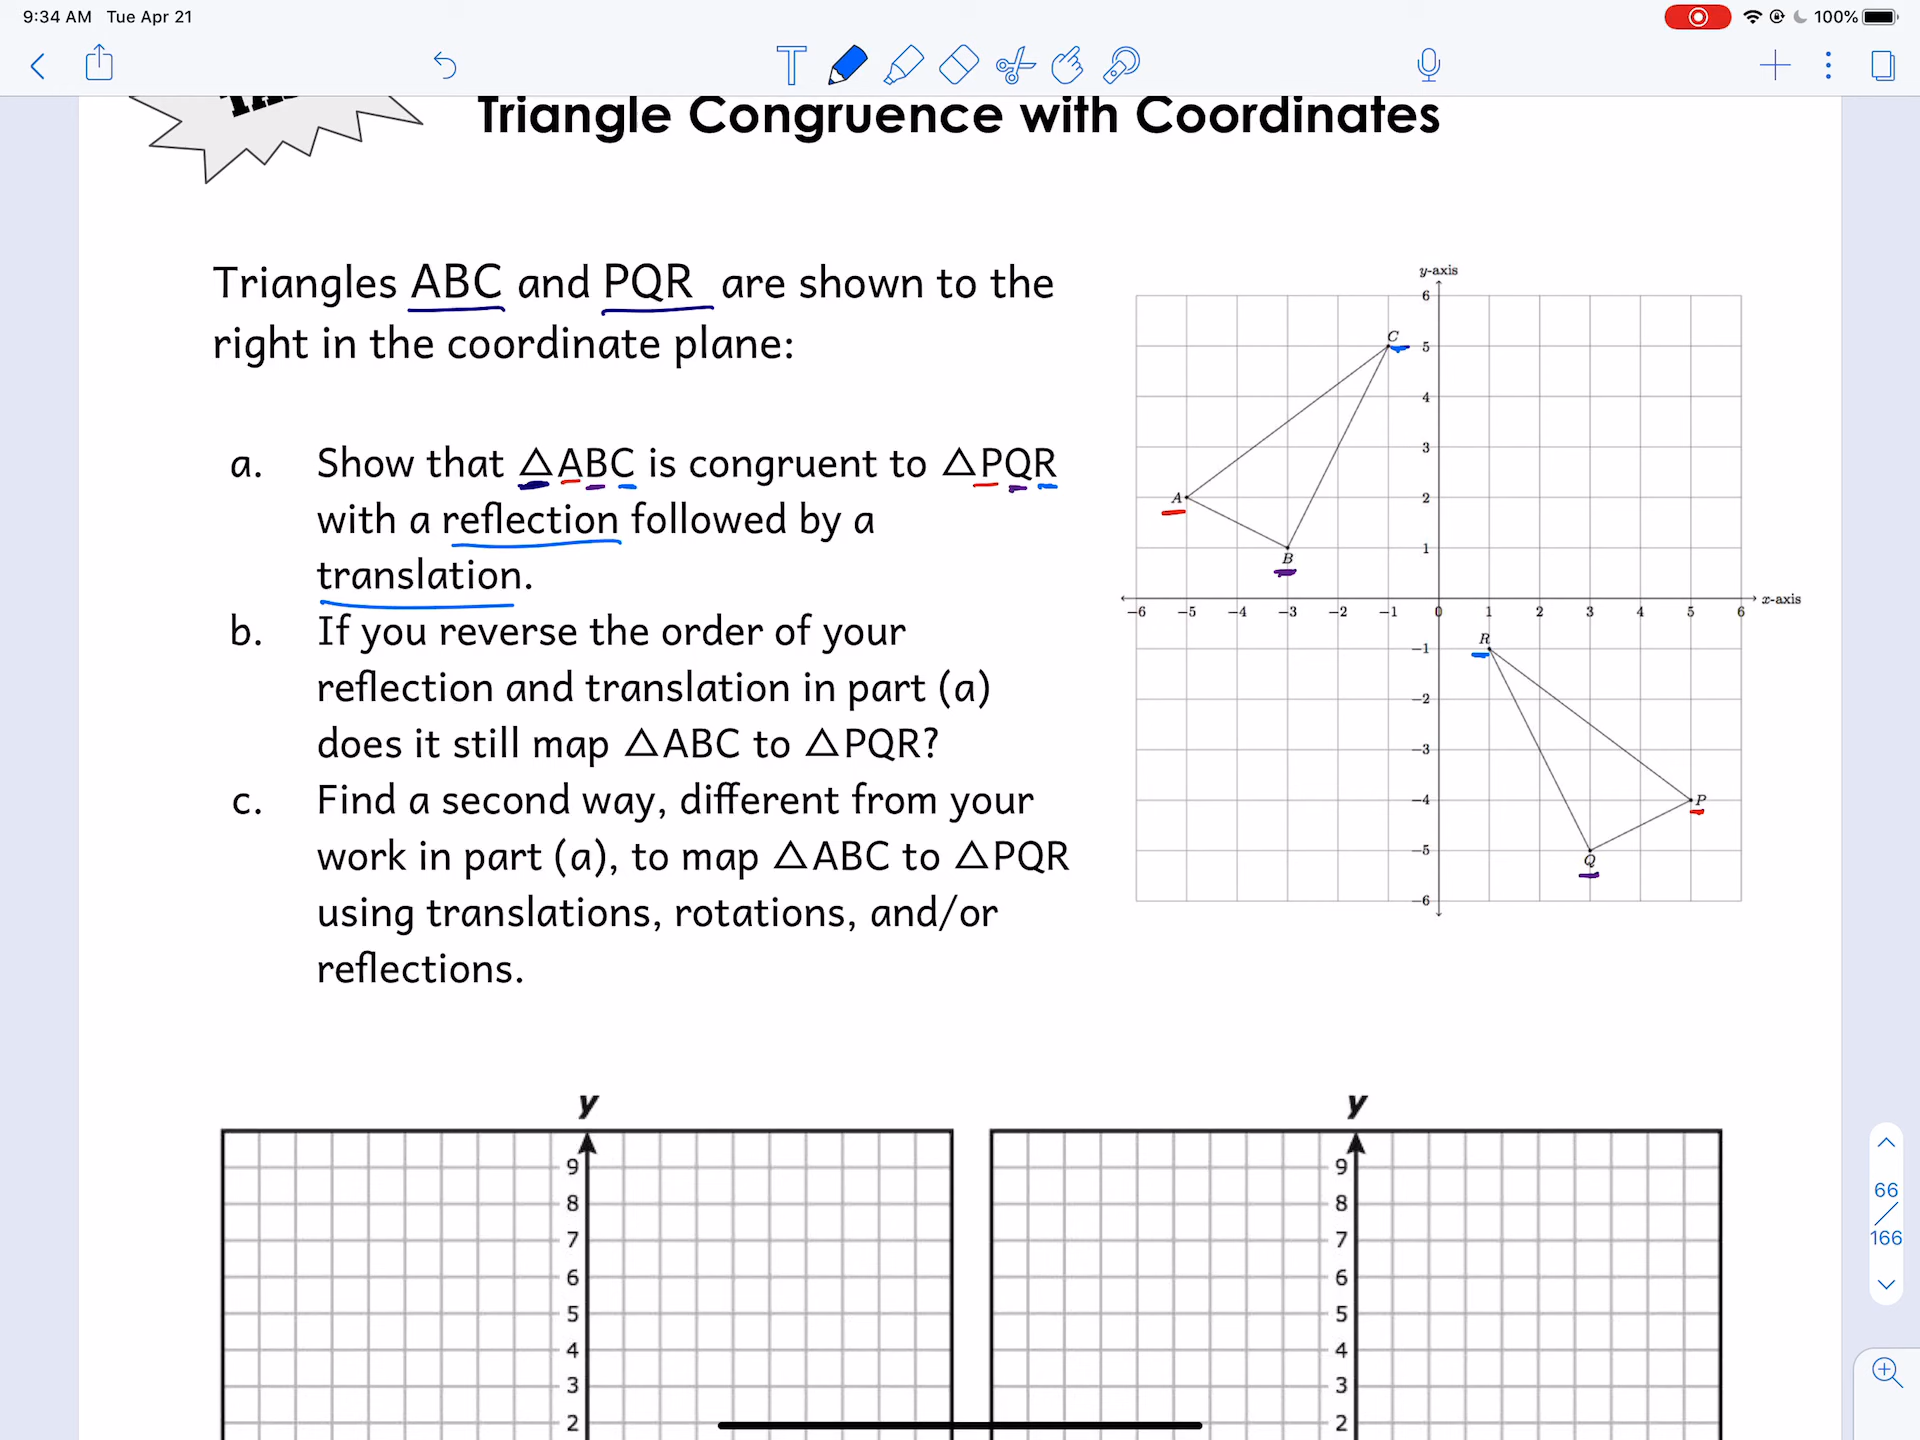 9:34 AM Tue Apr 21
100%
Triangle Congruence with Coordinates
Triangles ABC and PQR are shown to the
right in the coordinate plane:
a. Show that △ABC is congruent to △PQR
with a reflection followed by a
translation.
b. If you reverse the order of your
reflection and translation in part (a)
does it still map △ABC to △PQR?
c. Find a second way, different from your
work in part (a), to map △ABC to △PQR
using translations, rotations, and/or
reflections.
y-axis
6
C
5
4
3
A 2
1
B
x-axis
-6 -5 -4 -3 -2 -1 0 1 2 3 4 5 6
R
-1
-2
-3
-4 P
-5
Q
-6
y y
9 9
8 8
7 7
6 6
5 5
4 4
3 3
2 2
66
/
166